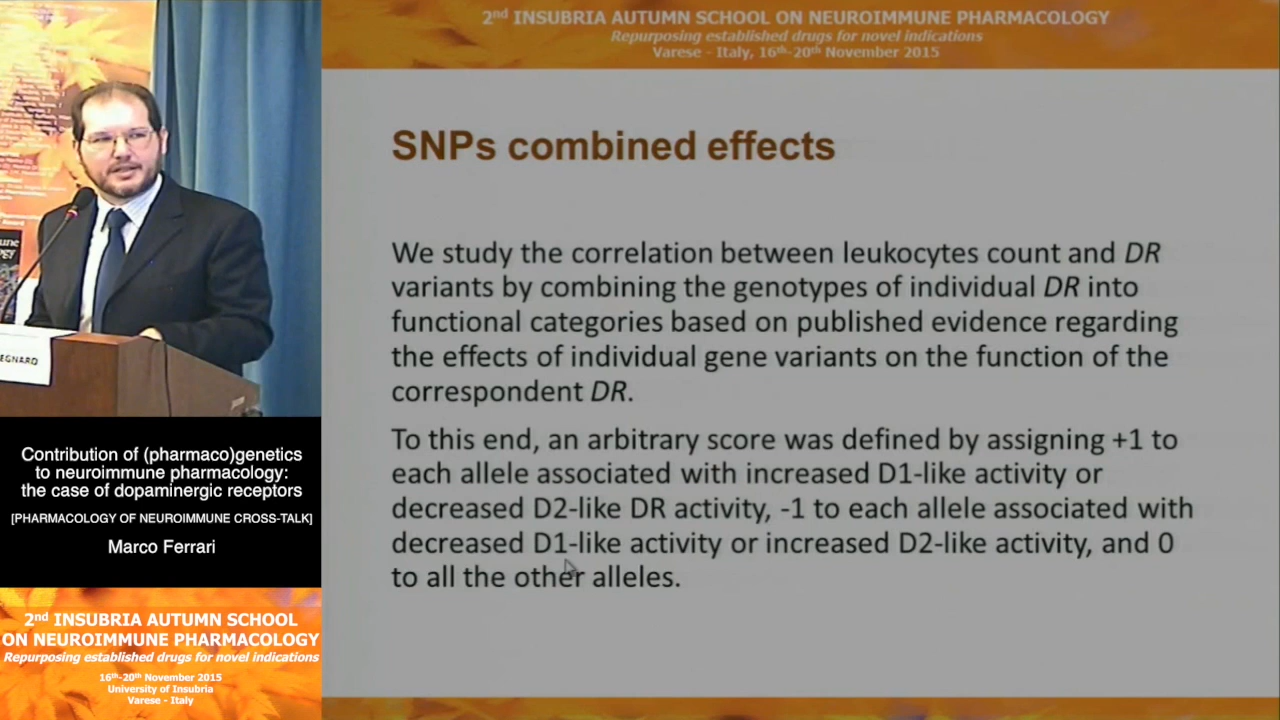 2nd INSUBRIA AUTUMN SCHOOL ON NEUROIMMUNE PHARMACOLOGY
Repurposing established drugs for novel indications
Varese - Italy, 16th-20th November 2015
SNPs combined effects
We study the correlation between leukocytes count and DR
variants by combining the genotypes of individual DR into
functional categories based on published evidence regarding
the effects of individual gene variants on the function of the
correspondent DR.
To this end, an arbitrary score was defined by assigning +1 to
each allele associated with increased D1-like activity or
decreased D2-like DR activity, -1 to each allele associated with
decreased D1-like activity or increased D2-like activity, and 0
to all the other alleles.
EGNARD
Contribution of (pharmaco)genetics
to neuroimmune pharmacology:
the case of dopaminergic receptors
[PHARMACOLOGY OF NEUROIMMUNE CROSS-TALK]
Marco Ferrari
2nd INSUBRIA AUTUMN SCHOOL
ON NEUROIMMUNE PHARMACOLOGY
Repurposing established drugs for novel indications
16th-20th November 2015
University of Insubria
Varese - Italy